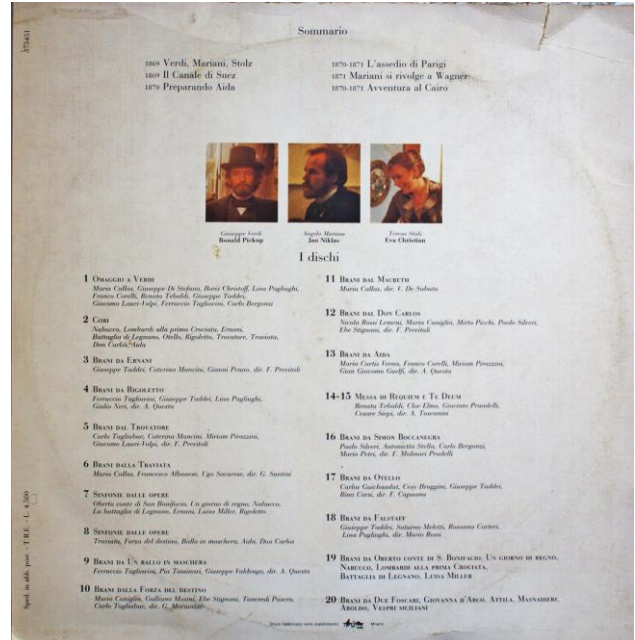 Sommario
1869 Verdi, Mariani, Stolz
1869 Il Canale di Suez
1870 Preparando Aida
1870-1871 L'assedio di Parigi
1871 Mariani si rivolge a Wagner
1870-1871 Avventura al Cairo
Giuseppe Verdi
Ronald Pickup
Angelo Mariani
Jan Niklas
Teresa Stolz
Eva Christian
I dischi
1 OMAGGIO A VERDI
Maria Callas, Giuseppe Di Stefano, Boris Christoff, Lina Pagliughi,
Franco Corelli, Renata Tebaldi, Giuseppe Taddei,
Giacomo Lauri-Volpi, Ferruccio Tagliavini, Carlo Bergonzi
2 CORI
Nabucco, Lombardi alla prima Crociata, Ernani,
Battaglia di Legnano, Otello, Rigoletto, Trovatore, Traviata,
Don Carlos, Aida
3 BRANI DA ERNANI
Giuseppe Taddei, Caterina Mancini, Gianni Penno, dir. F. Previtali
4 BRANI DA RIGOLETTO
Ferruccio Tagliavini, Giuseppe Taddei, Lina Pagliughi,
Giulio Neri, dir. A. Questa
5 BRANI DAL TROVATORE
Carlo Tagliabue, Caterina Mancini, Miriam Pirazzini,
Giacomo Lauri-Volpi, dir. F. Previtali
6 BRANI DALLA TRAVIATA
Maria Callas, Francesco Albanese, Ugo Savarese, dir. G. Santini
7 SINFONIE DALLE OPERE
Oberto conte di San Bonifacio, Un giorno di regno, Nabucco,
La battaglia di Legnano, Ernani, Luisa Miller, Rigoletto
8 SINFONIE DALLE OPERE
Traviata, Forza del destino, Ballo in maschera, Aida, Don Carlos
9 BRANI DA UN BALLO IN MASCHERA
Ferruccio Tagliavini, Pia Tassinari, Giuseppe Valdengo, dir. A. Questa
10 BRANI DALLA FORZA DEL DESTINO
Maria Caniglia, Galliano Masini, Ebe Stignani, Tancredi Pasero,
Carlo Tagliabue, dir. G. Marinuzzi
11 BRANI DAL MACBETH
Maria Callas, dir. V. De Sabata
12 BRANI DAL DON CARLOS
Nicola Rossi Lemeni, Maria Caniglia, Mirto Picchi, Paolo Silveri,
Ebe Stignani, dir. F. Previtali
13 BRANI DA AIDA
Maria Curtis Verna, Franco Corelli, Miriam Pirazzini,
Gian Giacomo Guelfi, dir. A. Questa
14-15 MESSA DI REQUIEM E TE DEUM
Renata Tebaldi, Cloe Elmo, Giacinto Prandelli,
Cesare Siepi, dir. A. Toscanini
16 BRANI DA SIMON BOCCANEGRA
Paolo Silveri, Antonietta Stella, Carlo Bergonzi,
Mario Petri, dir. F. Molinari Pradelli
17 BRANI DA OTELLO
Carlos Guichandut, Cesy Broggini, Giuseppe Taddei,
Rina Corsi, dir. F. Capuana
18 BRANI DA FALSTAFF
Giuseppe Taddei, Saturno Meletti, Rosanna Carteri,
Lina Pagliughi, dir. Mario Rossi
19 BRANI DA OBERTO CONTE DI S. BONIFACIO, UN GIORNO DI REGNO,
NABUCCO, LOMBARDI ALLA PRIMA CROCIATA,
BATTAGLIA DI LEGNANO, LUISA MILLER
20 BRANI DA DUE FOSCARI, GIOVANNA D'ARCO, ATTILA, MASNADIERI,
AROLDO, VESPRI SICILIANI
Sped. in abb. post. - T.R.E. - L. 4.500
Milano